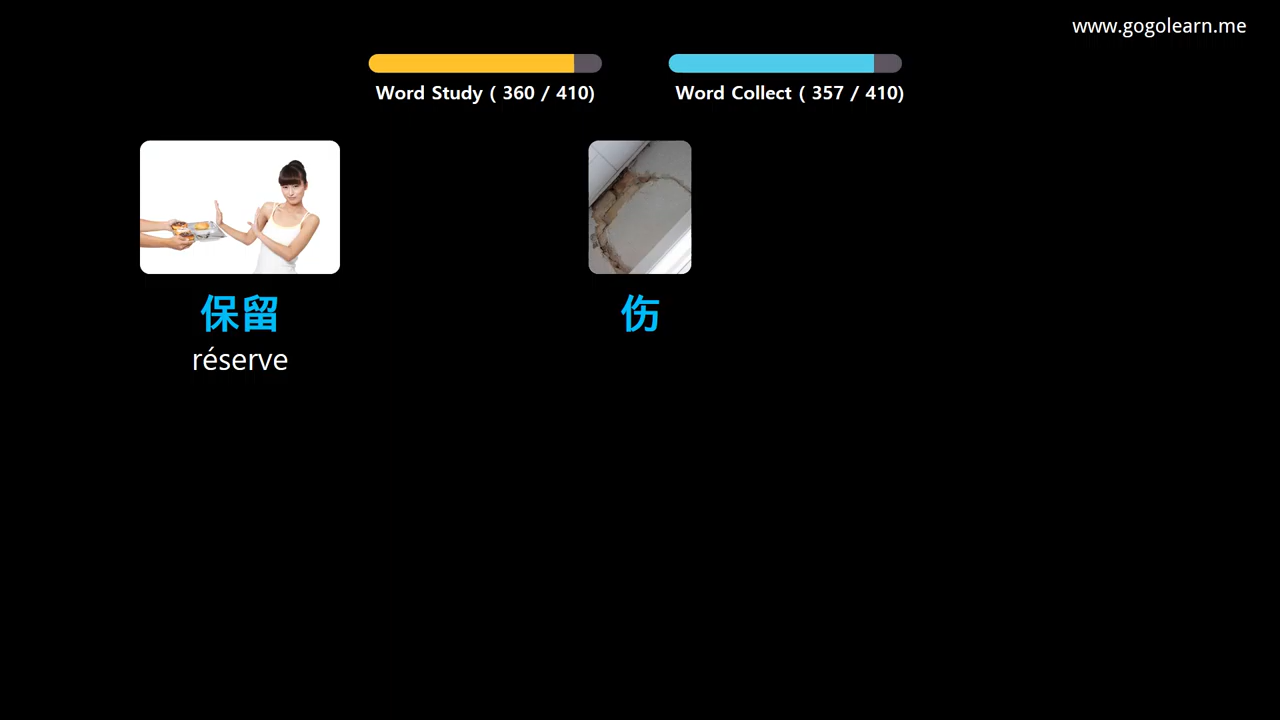 www.gogolearn.me
Word Study ( 360 / 410)
Word Collect ( 357 / 410)
保留
réserve
伤